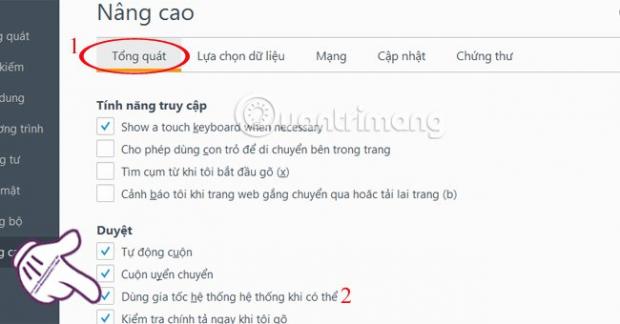 Nâng cao
1
Tổng quát Lựa chọn dữ liệu Mạng Cập nhật Chứng thư
quát
kiếm
dung
ơng trình
g tư
mật
g bộ
g ca
Tính năng truy cập
Quantrimang
Show a touch keyboard when necessary
Cho phép dùng con trỏ để di chuyển bên trong trang
Tìm cụm từ khi tôi bắt đầu gõ (x)
Cảnh báo tôi khi trang web gắng chuyển qua hoặc tải lai trang (b)
Duyệt
Tự động cuộn
Cuộn uyển chuyển
Dùng gia tốc hệ thống hệ thống khi có thể 2
Kiểm tra chính tả ngay khi tôi gõ